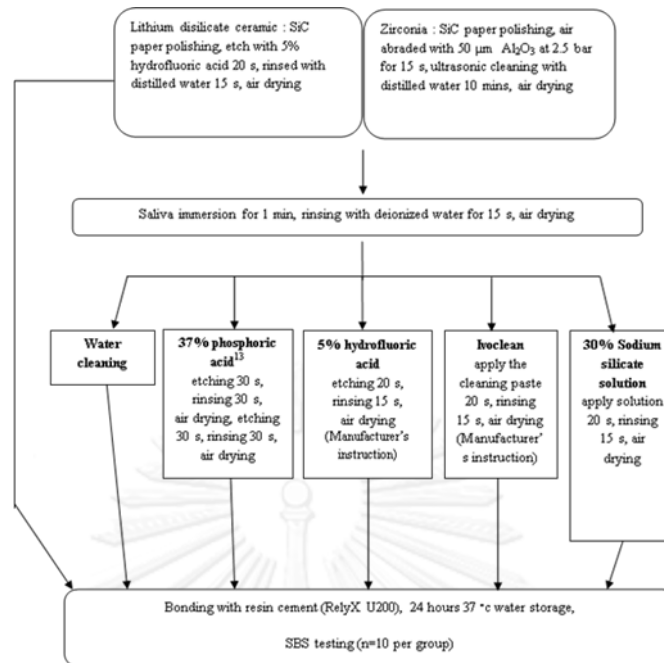 Lithium disilicate ceramic : SiC
paper polishing, etch with 5%
hydrofluoric acid 20 s, rinsed with
distilled water 15 s, air drying
Zirconia : SiC paper polishing, air
abraded with 50 μm Al₂O₃ at 2.5 bar
for 15 s, ultrasonic cleaning with
distilled water 10 mins, air drying
Saliva immersion for 1 min, rinsing with deionized water for 15 s, air drying
Water
cleaning
37% phosphoric
acid¹³
etching 30 s,
rinsing 30 s,
air drying, etching
30 s, rinsing 30 s,
air drying
5% hydrofluoric
acid
etching 20 s,
rinsing 15 s,
air drying
(Manufacturer's
instruction)
Ivoclean
apply the
cleaning paste
20 s, rinsing
15 s, air drying
(Manufacturer'
s instruction)
30% Sodium
silicate
solution
apply solution
20 s, rinsing
15 s, air
drying
Bonding with resin cement (RelyX U200), 24 hours 37 °c water storage,
SBS testing (n=10 per group)